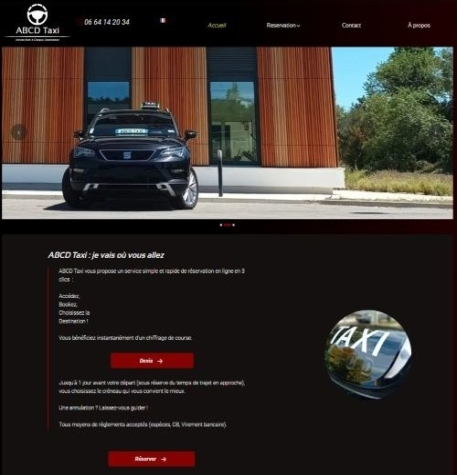 ABCD Taxi
06 64 14 20 34
Accueil
Reservation
Contact
À propos
ABCD Taxi : je vais où vous allez
ABCD Taxi vous propose un service simple et rapide de réservation en ligne en 3
clics :
Accédez,
Bookez,
Choisissez la
Destination !
Vous bénéficiez instantanément d'un chiffrage de course.
Devis →
Jusqu'à 1 jour avant votre départ (sous réserve du temps de trajet en approche),
vous choisissez le créneau qui vous convient le mieux.
Une annulation ? Laissez-vous guider !
Tous moyens de règlements acceptés (espèces, CB, Virement bancaire).
Réserver →
TAXI